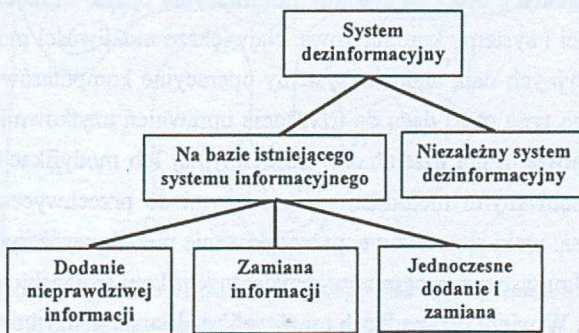 System
dezinformacyjny
Na bazie istniejącego
systemu informacyjnego
Niezależny system
dezinformacyjny
Dodanie
nieprawdziwej
informacji
Zamiana
informacji
Jednoczesne
dodanie i
zamiana